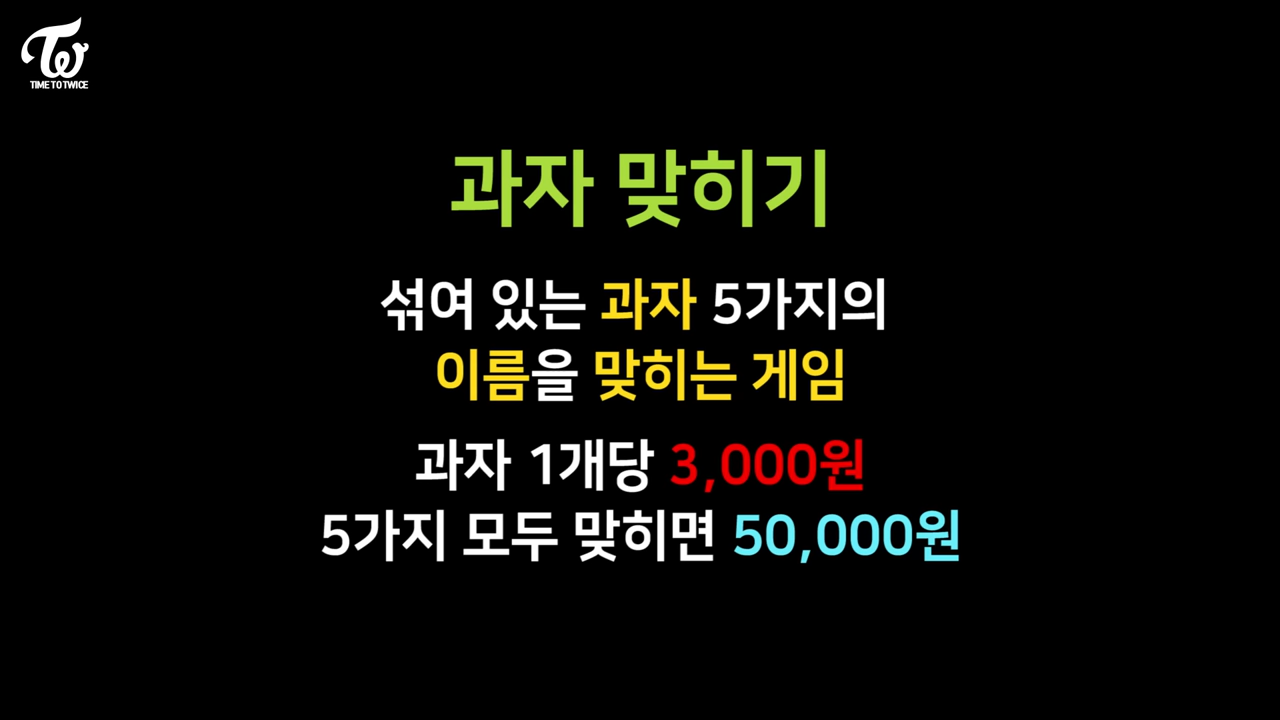 TW
TIME TO TWICE
과자 맞히기
섞여 있는 과자 5가지의
이름을 맞히는 게임
과자 1개당 3,000원
5가지 모두 맞히면 50,000원